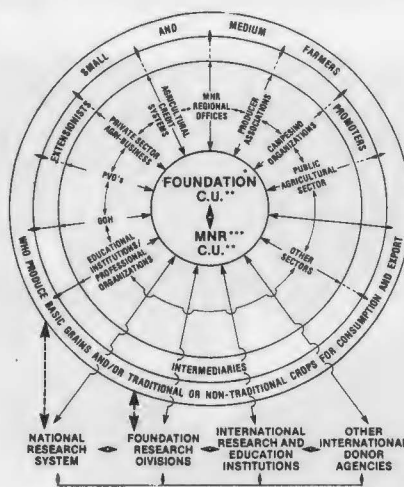 SMALL AND MEDIUM FARMERS
WHO PRODUCE BASIC GRAINS AND/OR TRADITIONAL OR NON-TRADITIONAL CROPS FOR CONSUMPTION AND EXPORT
EXTENSIONISTS
PROMOTERS
INTERMEDIARIES
GOH
PVO's
PRIVATE SECTOR
AGRI-BUSINESS
AGRICULTURAL
CREDIT
SYSTEMS
MNR
REGIONAL
OFFICES
PRODUCER
ASSOCIATIONS
CAMPESINO
ORGANIZATIONS
PUBLIC
AGRICULTURAL
SECTOR
OTHER
SECTORS
EDUCATIONAL
INSTITUTIONS/
PROFESSIONAL
ORGANIZATIONS
FOUNDATION*
C.U.**
MNR***
C.U.**
NATIONAL
RESEARCH
SYSTEM
FOUNDATION
RESEARCH
DIVISIONS
INTERNATIONAL
RESEARCH AND
EDUCATION
INSTITUTIONS
OTHER
INTERNATIONAL
DONOR
AGENCIES